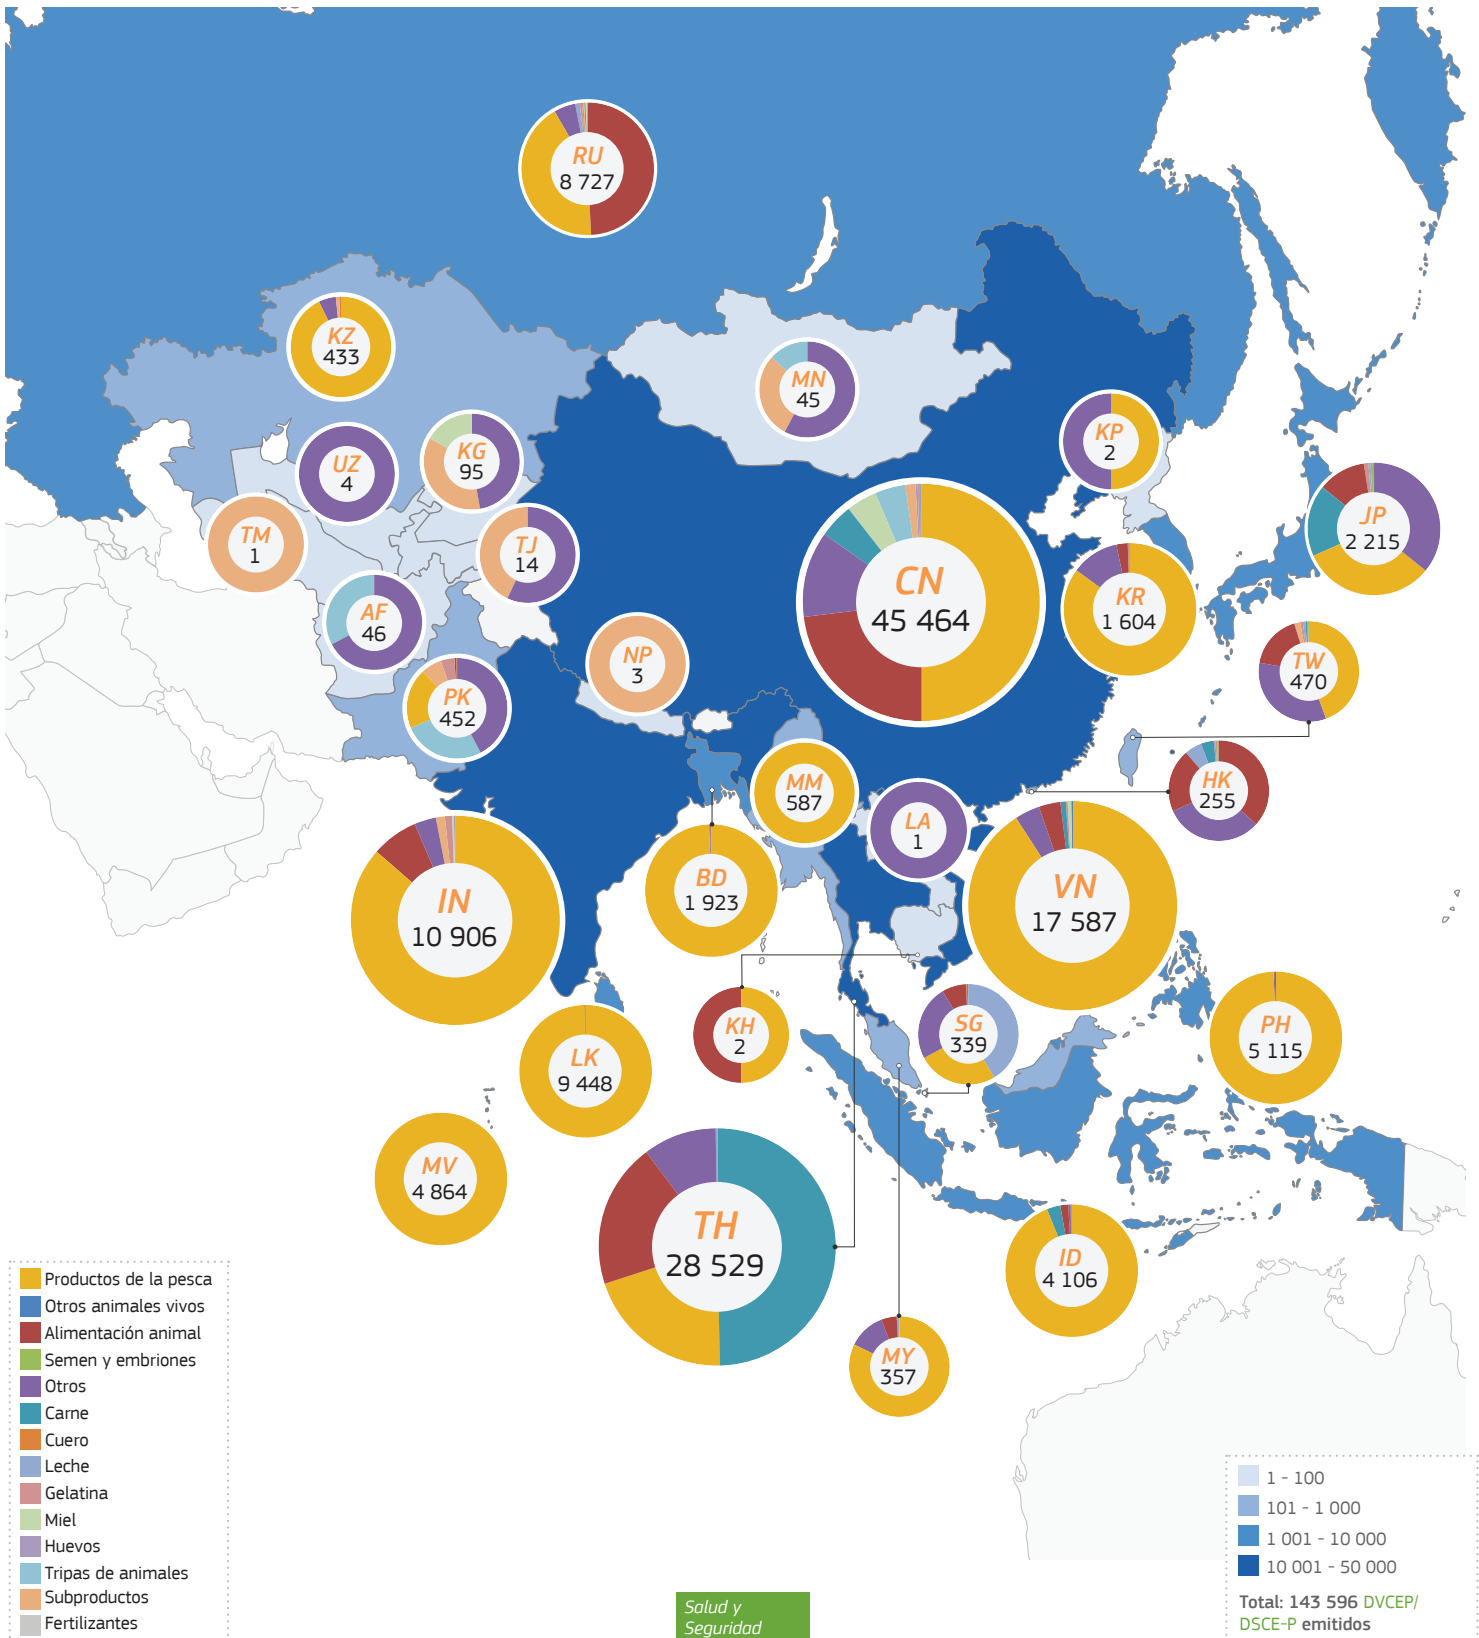 RU
8 727
KZ
433
MN
45
KP
2
UZ
4
KG
95
JP
2 215
TM
1
TJ
14
CN
45 464
KR
1 604
AF
46
NP
3
TW
470
PK
452
MM
587
HK
255
LA
1
IN
10 906
BD
1 923
VN
17 587
KH
2
SG
339
PH
5 115
LK
9 448
MV
4 864
TH
28 529
ID
4 106
MY
357
Productos de la pesca
Otros animales vivos
Alimentación animal
Semen y embriones
Otros
Carne
Cuero
Leche
Gelatina
Miel
Huevos
Tripas de animales
Subproductos
Fertilizantes
1 - 100
101 - 1 000
1 001 - 10 000
10 001 - 50 000
Total: 143 596 DVCEP/
DSCE-P emitidos
Salud y
Seguridad